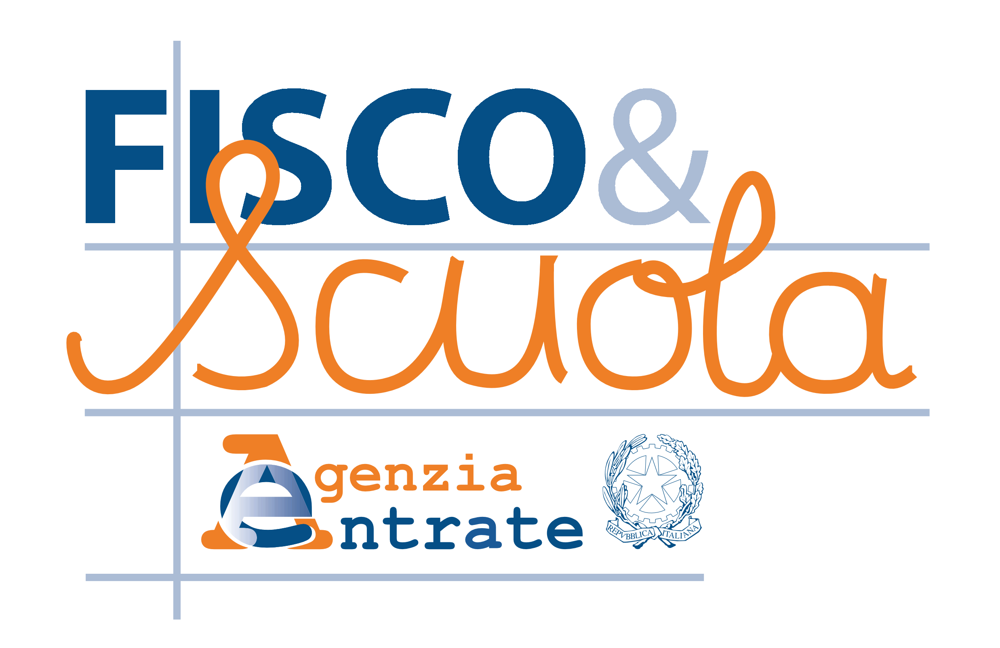 FISCO&
Scuola
Agenzia
entrate
REPVBBLICA ITALIANA